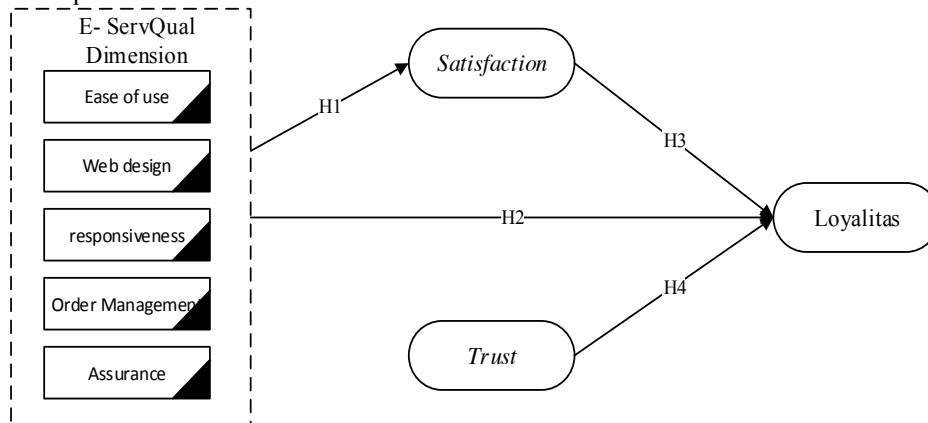 E- ServQual
Dimension
Ease of use
Web design
responsiveness
Order Management
Assurance
Satisfaction
Trust
Loyalitas
H1
H2
H3
H4